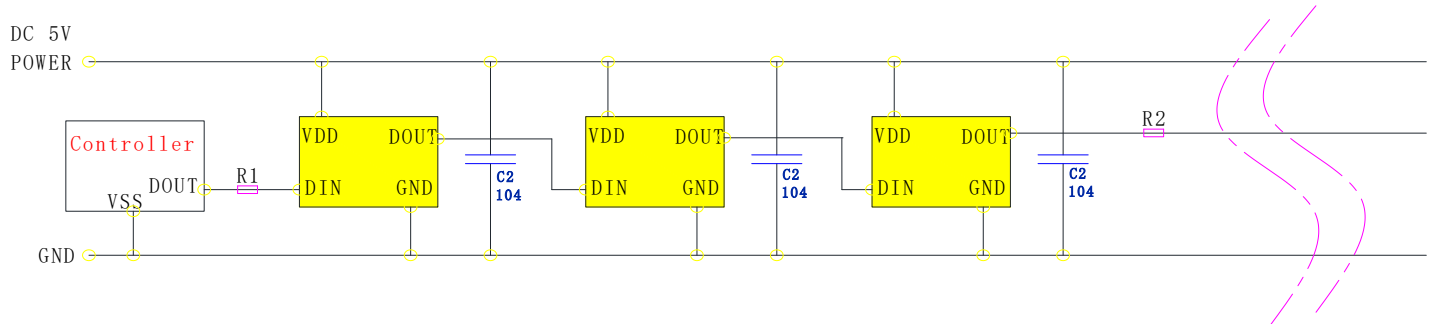 DC 5V
POWER
Controller
DOUT
VSS
R1
VDD
DOUT
DIN
GND
C2
104
VDD
DOUT
DIN
GND
C2
104
VDD
DOUT
DIN
GND
C2
104
R2
GND